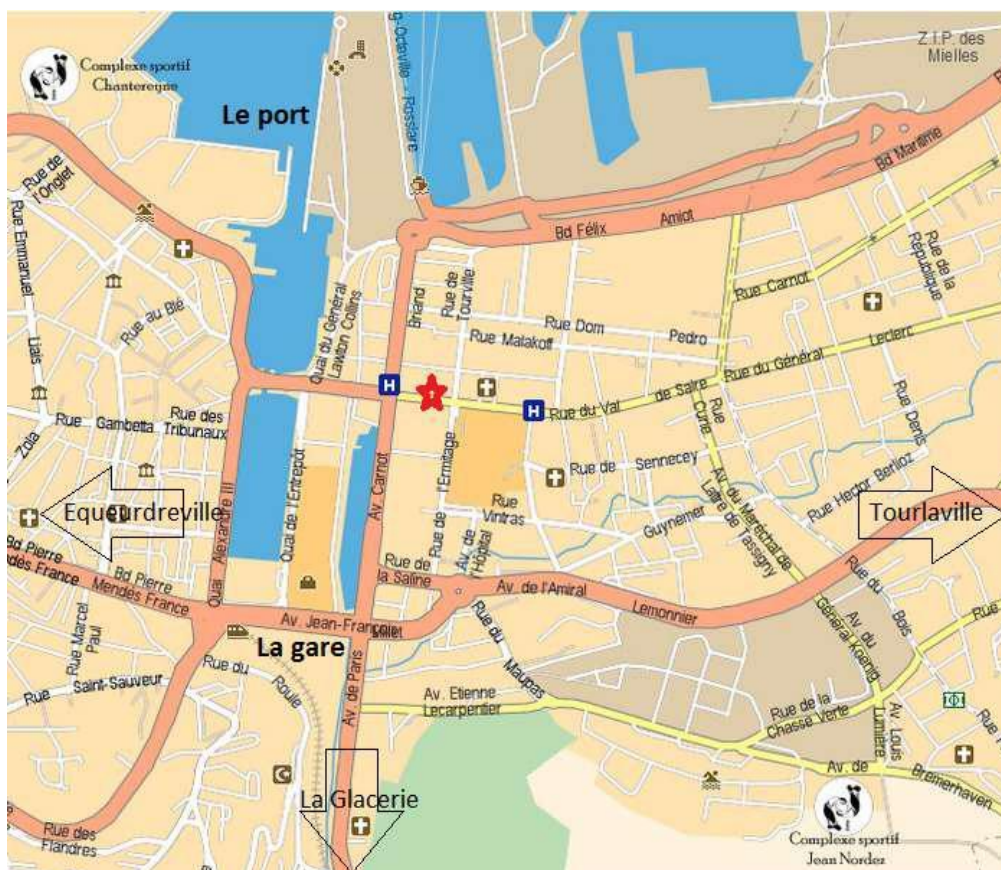 Complexe sportif
Chantereyne
Le port
Z.I.P. des
Mielles
Rue de
l'Onglet
Rue Emmanuel
Liais
Bd Maritime
Bd Félix
Amiot
Rue de la
République
Rue Carnot
Rue au Blé
Quai du Général
Lawton Collins
Briand
Rue de
Tourville
Rue Dom
Pedro
Rue Malakoff
Rue du Général
Leclerc
H
H
Rue du Val
de Saire
Rue
Curie
Rue des
Tribunaux
Rue Gambetta
Zola
Rue Denis
Rue de Sennecey
Rue Hector Berlioz
Av. du Maréchal de
Lattre de Tassigny
Av. Carnot
Rue de
l'Ermitage
Quai de l'Entrepôt
Quai Alexandre III
Equeurdreville
Tourlaville
Rue
Vintras
Guynemer
Av. de
l'Hôpital
Bd Pierre
Mendès France
Bd Pierre
Mendès France
Rue de
la Saline
Av. de l'Amiral
Lemonnier
Rue du
Bois
Rue Marcel
Paul
Av. Jean-François
Millet
La gare
Rue du
Maupas
Av. du
Général Koenig
Rue
Rue Saint-Sauveur
Rue du
Roule
Av. de Paris
Av. Etienne
Lecarpentier
Rue de la
Chasse Verte
Av. Louis
Lumière
Av. de
Bremerhaven
La Glacerie
Rue des
Flandres
Complexe sportif
Jean Nordez